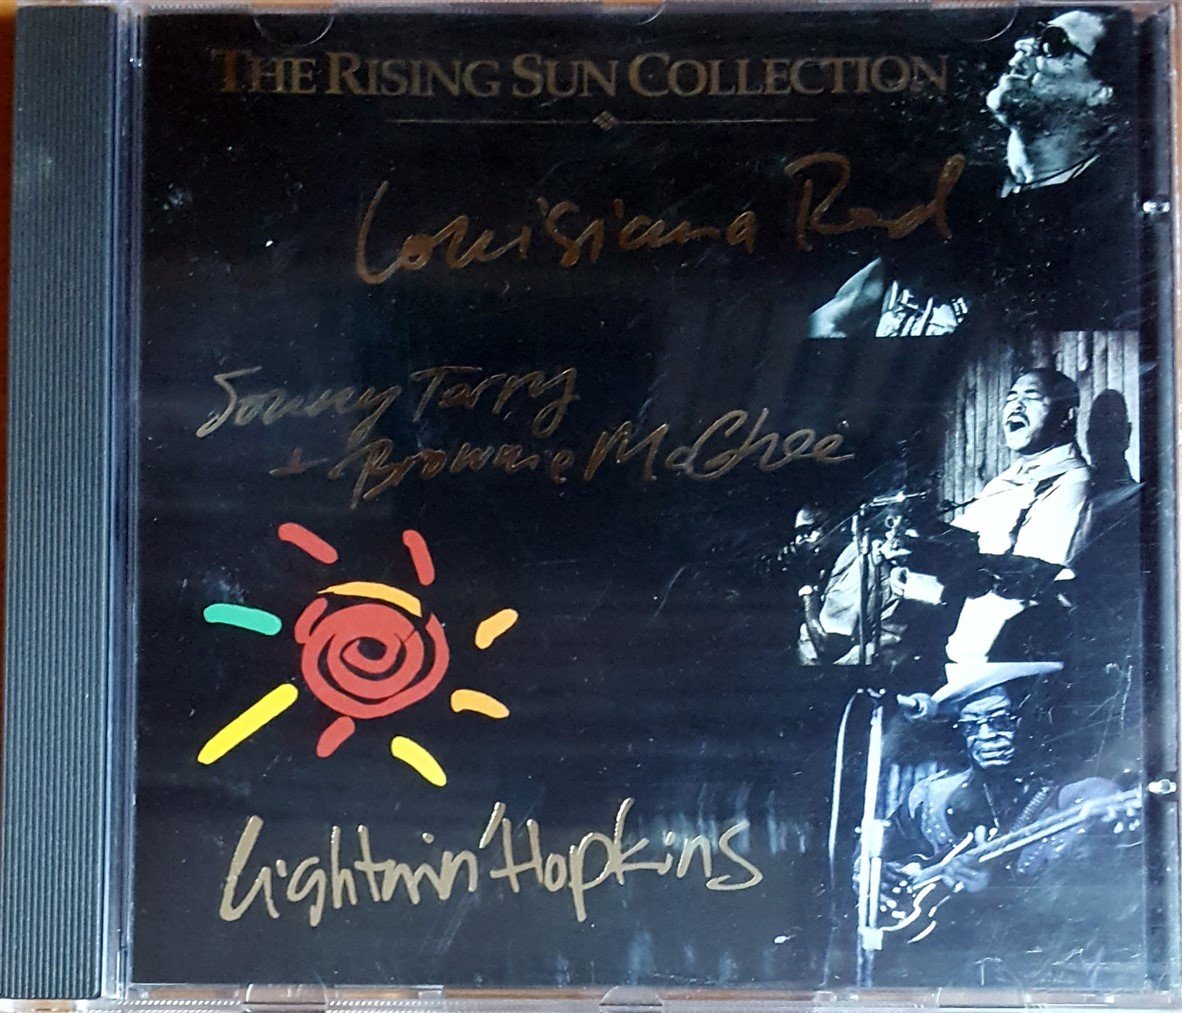 THE RISING SUN COLLECTION
Louisiana Red
Sonny Terry
+ Brownie McGhee
Lightnin' Hopkins